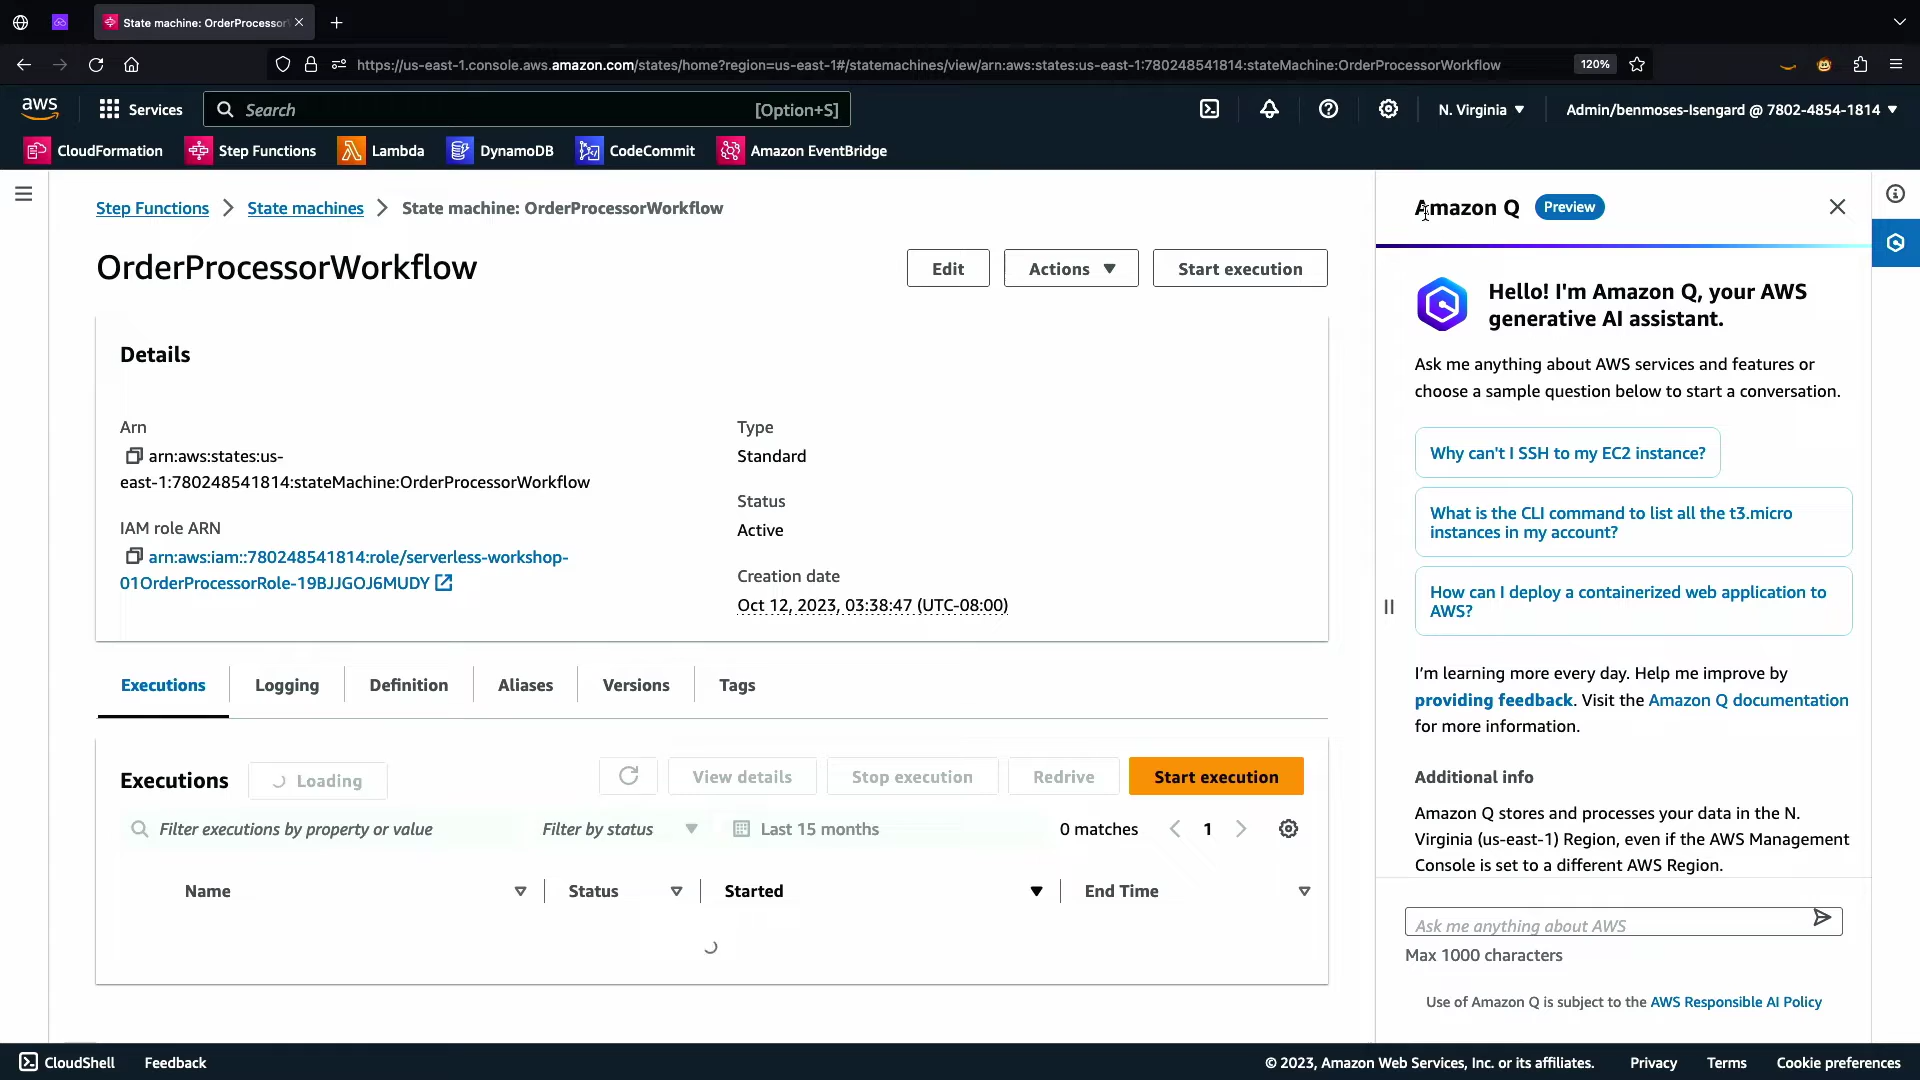 State machine: OrderProcessorW
https://us-east-1.console.aws.amazon.com/states/home?region=us-east-1#/statemachines/view/arn:aws:states:us-east-1:780248541814:stateMachine:OrderProcessorWorkflow
120%
aws
Services
Search
[Option+S]
N. Virginia
Admin/benmoses-Isengard @ 7802-4854-1814
CloudFormation
Step Functions
Lambda
DynamoDB
CodeCommit
Amazon EventBridge
Step Functions
State machines
State machine: OrderProcessorWorkflow
OrderProcessorWorkflow
Edit
Actions
Start execution
Details
Arn
arn:aws:states:us-
east-1:780248541814:stateMachine:OrderProcessorWorkflow
IAM role ARN
arn:aws:iam::780248541814:role/serverless-workshop-
01OrderProcessorRole-19BJJGOJ6MUDY
Type
Standard
Status
Active
Creation date
Oct 12, 2023, 03:38:47 (UTC-08:00)
Executions
Logging
Definition
Aliases
Versions
Tags
Executions
Loading
View details
Stop execution
Redrive
Start execution
Filter executions by property or value
Filter by status
Last 15 months
0 matches
1
Name
Status
Started
End Time
Amazon Q
Preview
Hello! I'm Amazon Q, your AWS
generative AI assistant.
Ask me anything about AWS services and features or
choose a sample question below to start a conversation.
Why can't I SSH to my EC2 instance?
What is the CLI command to list all the t3.micro
instances in my account?
How can I deploy a containerized web application to
AWS?
I'm learning more every day. Help me improve by
providing feedback. Visit the Amazon Q documentation
for more information.
Additional info
Amazon Q stores and processes your data in the N.
Virginia (us-east-1) Region, even if the AWS Management
Console is set to a different AWS Region.
Ask me anything about AWS
Max 1000 characters
Use of Amazon Q is subject to the AWS Responsible AI Policy
CloudShell
Feedback
© 2023, Amazon Web Services, Inc. or its affiliates.
Privacy
Terms
Cookie preferences